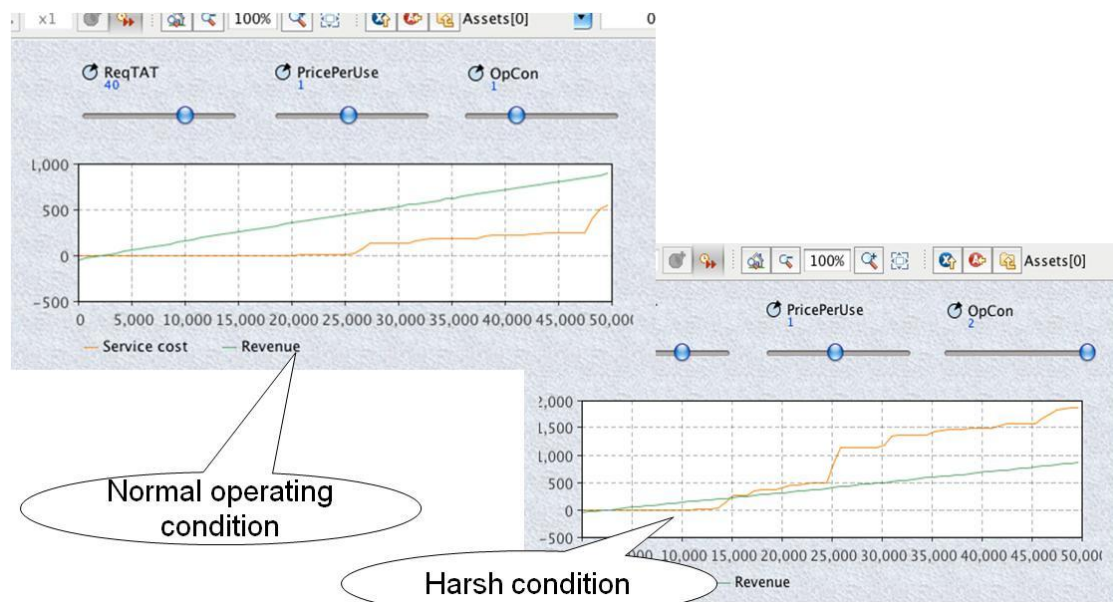 x1 100% Assets[0] 0
ReqTAT PricePerUse OpCon
40 1 1
1,000
500
0
-500
0 5,000 10,000 15,000 20,000 25,000 30,000 35,000 40,000 45,000 50,000
Service cost Revenue
Normal operating
condition
100% Assets[0]
PricePerUse OpCon
1 2
2,000
1,500
1,000
500
0
-500
10,000 15,000 20,000 25,000 30,000 35,000 40,000 45,000 50,000
Revenue
Harsh condition